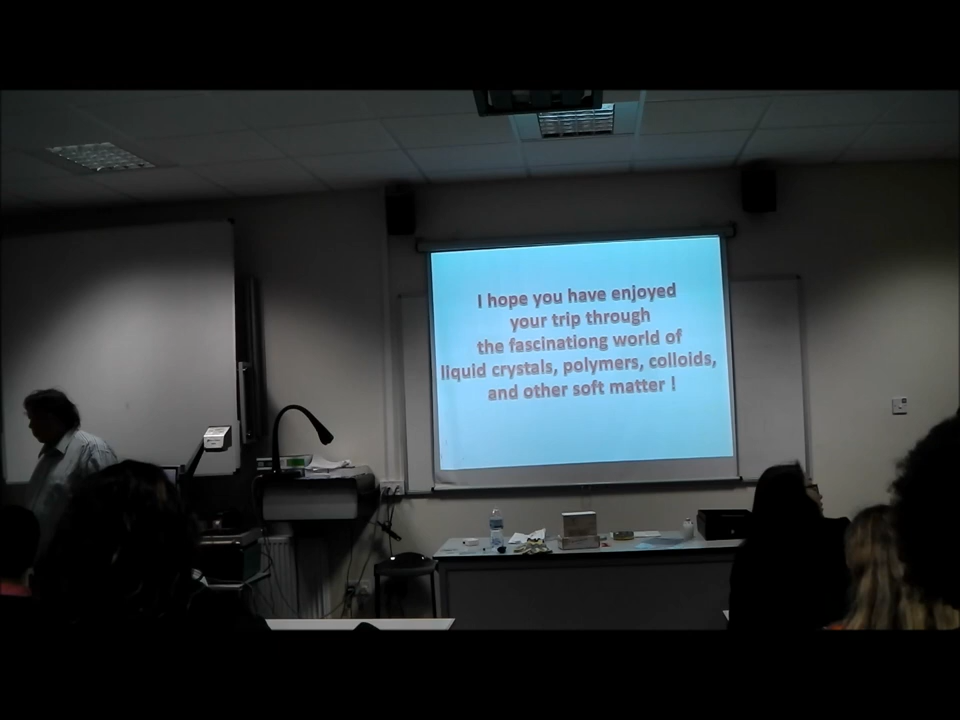 I hope you have enjoyed
your trip through
the fascinationg world of
liquid crystals, polymers, colloids,
and other soft matter !